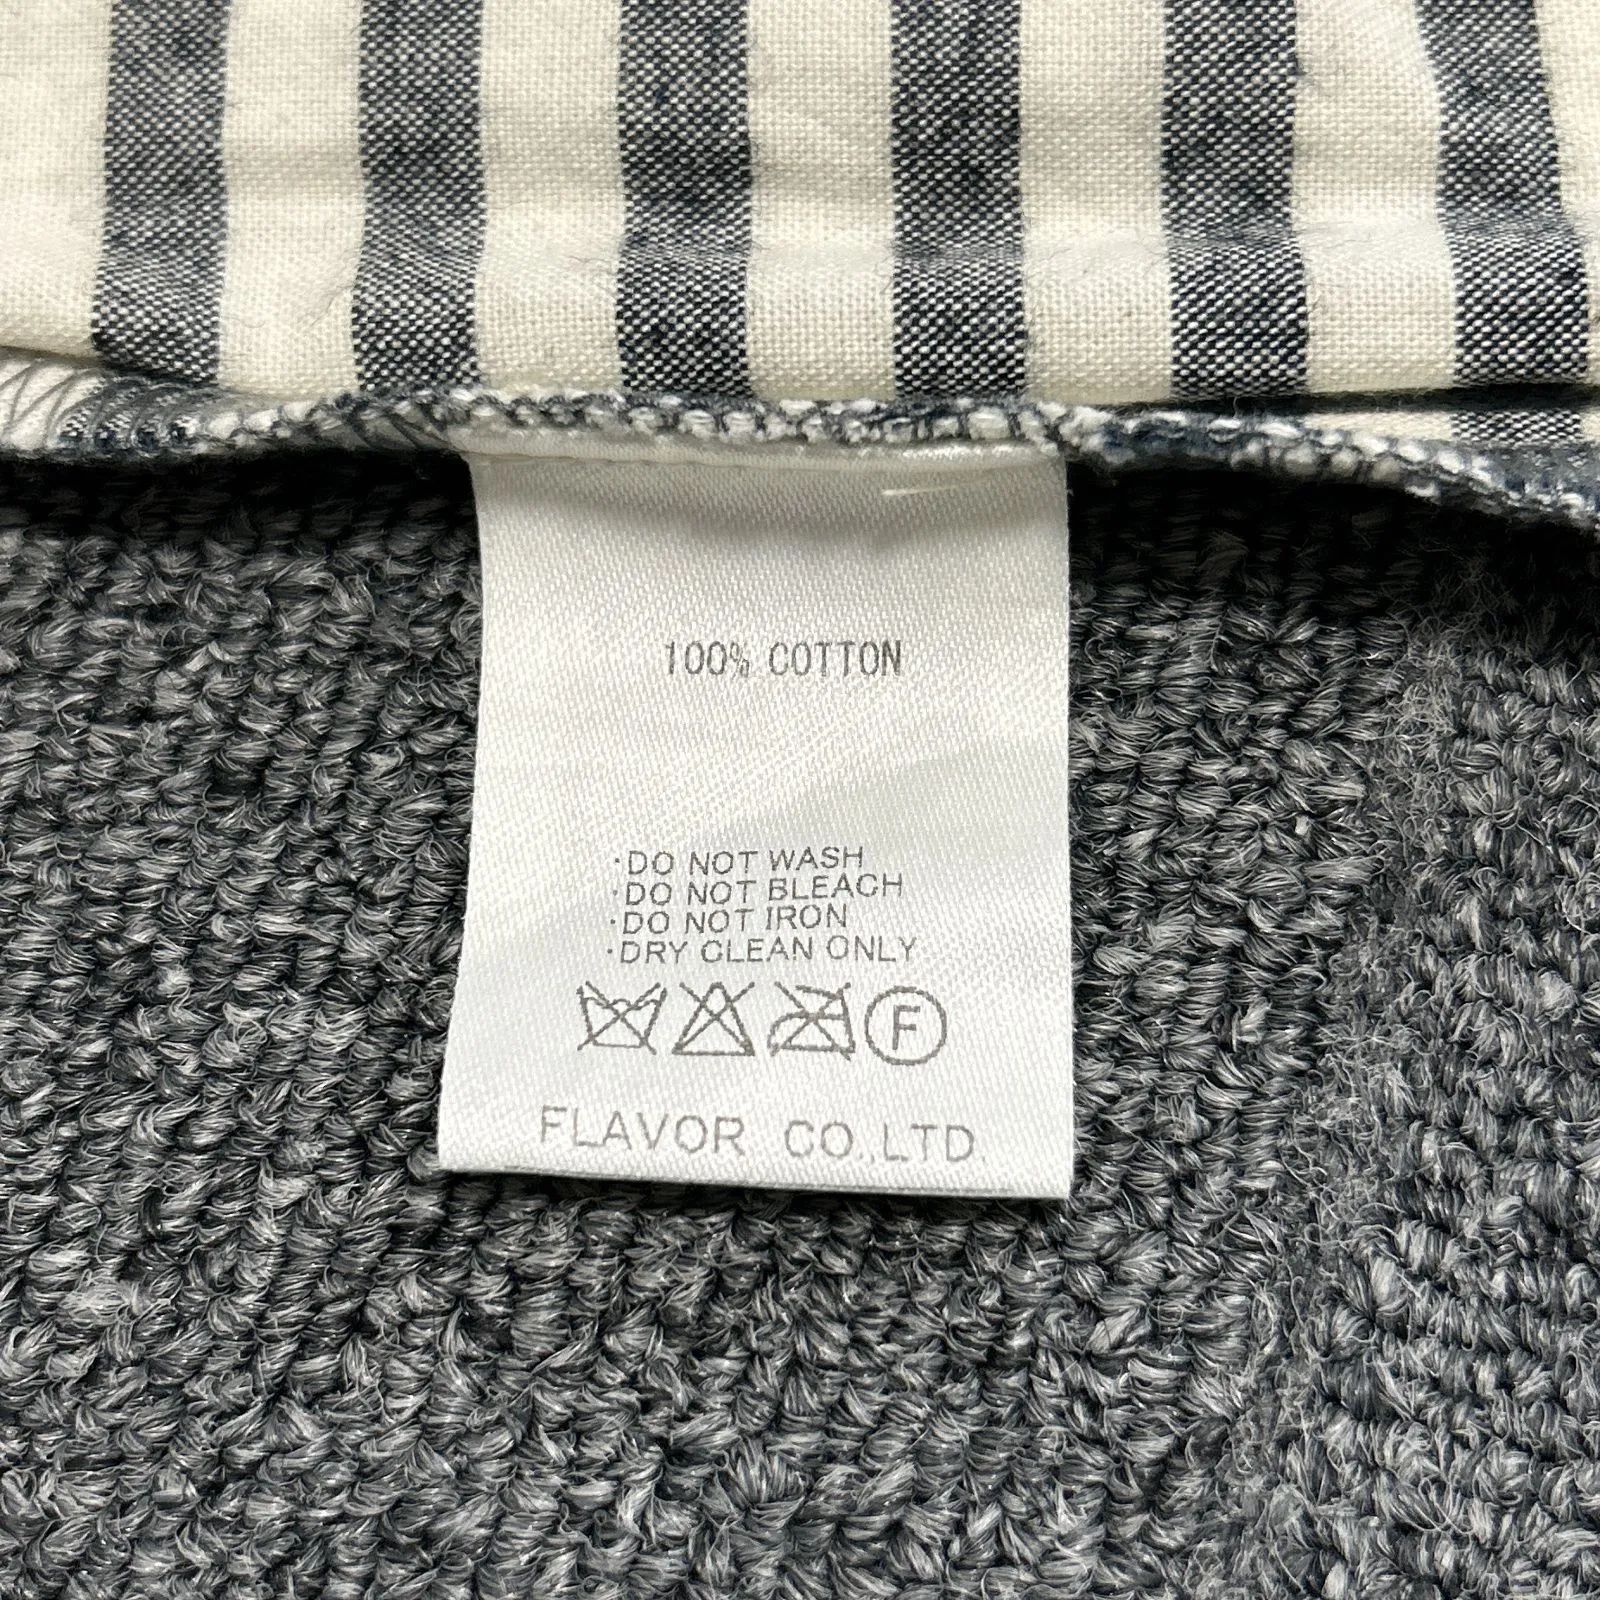 100% COTTON
·DO NOT WASH
·DO NOT BLEACH
·DO NOT IRON
·DRY CLEAN ONLY
F
FLAVOR CO.,LTD.